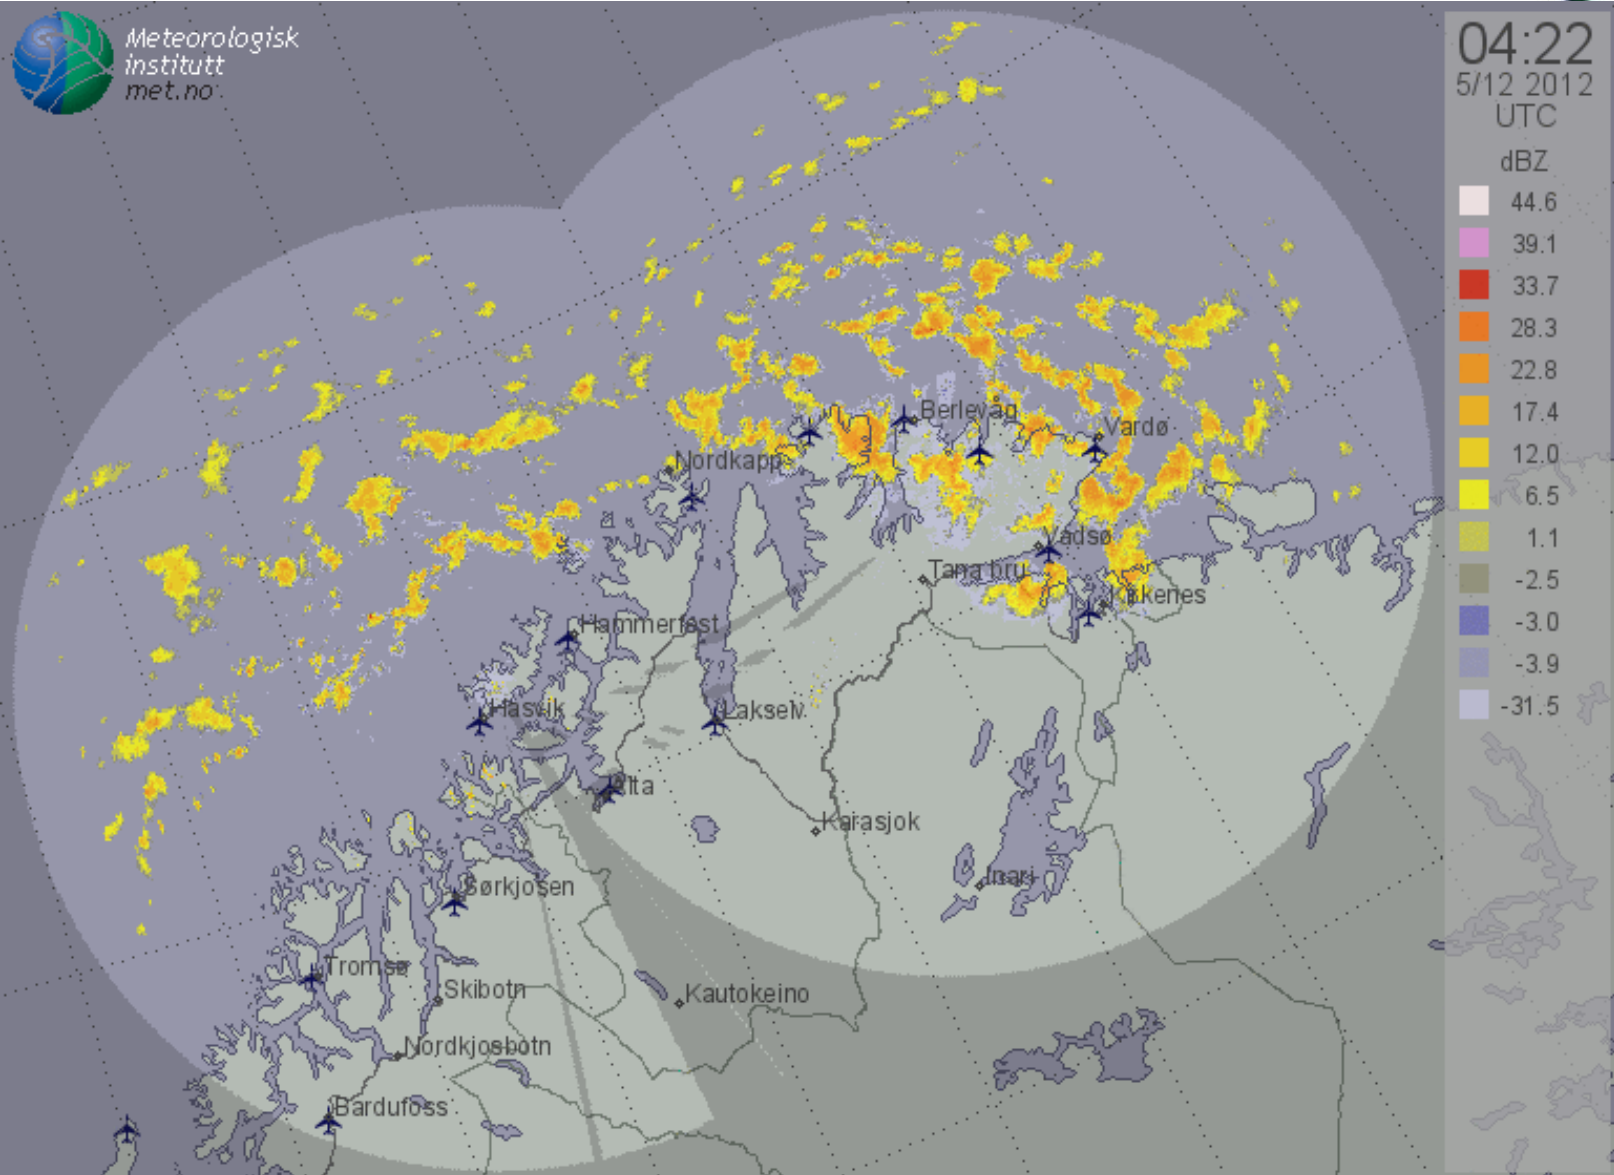 Meteorologisk
institutt
met.no
04:22
5/12 2012
UTC
dBZ
44.6
39.1
33.7
28.3
22.8
17.4
12.0
6.5
1.1
-2.5
-3.0
-3.9
-31.5
Berlevåg
Vardø
Nordkapp
Vadsø
Tana bru
Kirkenes
Hammerfest
Hasvik
Lakselv
Alta
Karasjok
Inari
Sørkjosen
Tromsø
Skibotn
Kautokeino
Nordkjosbotn
Bardufoss